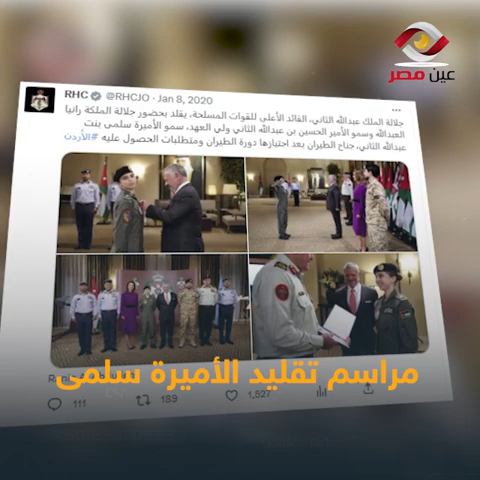 عين مصر
RHC @RHCJO · Jan 8, 2020
جلالة الملك عبدالله الثاني، القائد الأعلى للقوات المسلحة، يقلد بحضور جلالة الملكة رانيا
العبدالله وسمو الأمير الحسين بن عبدالله الثاني ولي العهد، سمو الأميرة سلمى بنت
عبدالله الثاني، جناح الطيران بعد اجتيازها دورة الطيران ومتطلبات الحصول عليه #الأردن
مراسم تقليد الأميرة سلمى
111 189 1,527